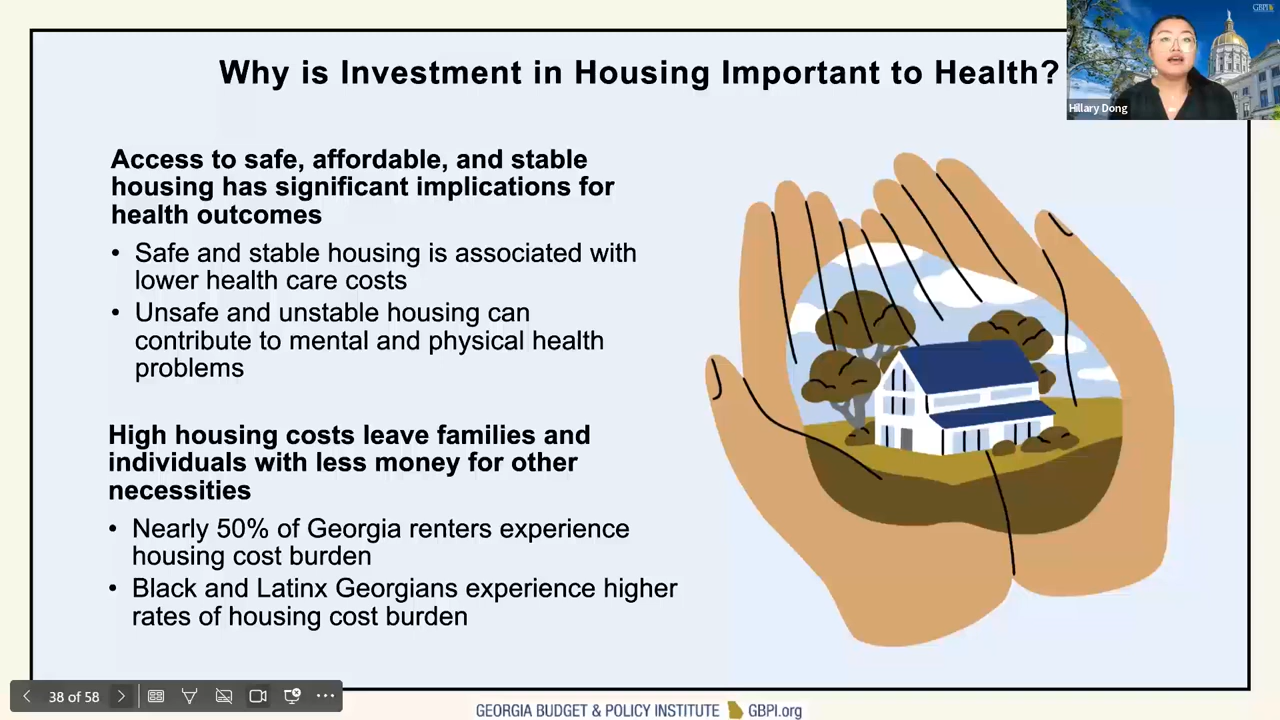 Why is Investment in Housing Important to Health?
GBPI
Hillary Dong
Access to safe, affordable, and stable
housing has significant implications for
health outcomes
• Safe and stable housing is associated with
lower health care costs
• Unsafe and unstable housing can
contribute to mental and physical health
problems
High housing costs leave families and
individuals with less money for other
necessities
• Nearly 50% of Georgia renters experience
housing cost burden
• Black and Latinx Georgians experience higher
rates of housing cost burden
38 of 58
GEORGIA BUDGET & POLICY INSTITUTE GBPI.org